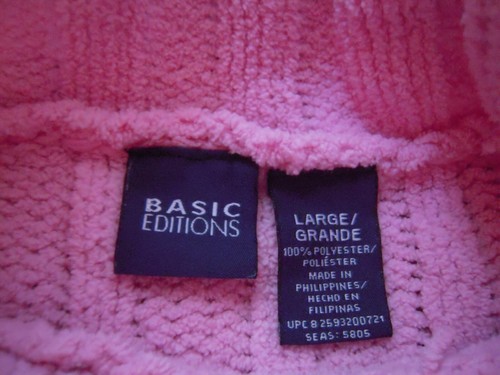 BASIC
EDITIONS
LARGE/
GRANDE
100% POLYESTER/
POLIÉSTER
MADE IN
PHILIPPINES/
HECHO EN
FILIPINAS
UPC 8 2593200721
SEAS: 5805